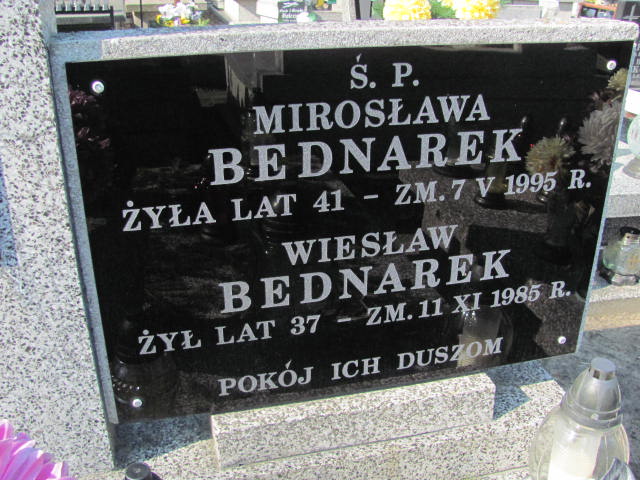 Ś. P.
MIROSŁAWA
BEDNAREK
ŻYŁA LAT 41 – ZM. 7 V 1995 R.
WIESŁAW
BEDNAREK
ŻYŁ LAT 37 – ZM. 11 XI 1985 R.
POKÓJ ICH DUSZOM